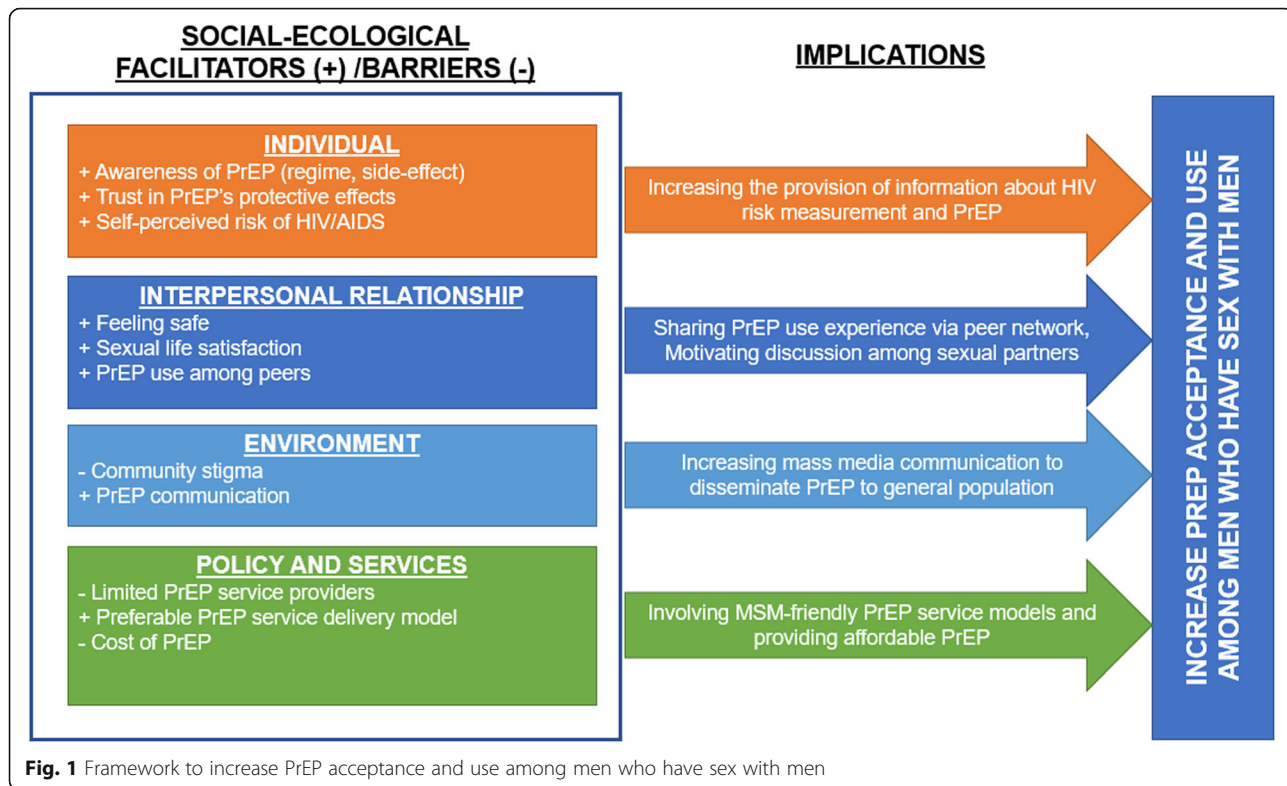 SOCIAL-ECOLOGICAL
FACILITATORS (+) /BARRIERS (-)
IMPLICATIONS
INDIVIDUAL
+ Awareness of PrEP (regime, side-effect)
+ Trust in PrEP's protective effects
+ Self-perceived risk of HIV/AIDS
Increasing the provision of information about HIV
risk measurement and PrEP
INTERPERSONAL RELATIONSHIP
+ Feeling safe
+ Sexual life satisfaction
+ PrEP use among peers
Sharing PrEP use experience via peer network,
Motivating discussion among sexual partners
ENVIRONMENT
- Community stigma
+ PrEP communication
Increasing mass media communication to
disseminate PrEP to general population
POLICY AND SERVICES
- Limited PrEP service providers
+ Preferable PrEP service delivery model
- Cost of PrEP
Involving MSM-friendly PrEP service models and
providing affordable PrEP
INCREASE PREP ACCEPTANCE AND USE
AMONG MEN WHO HAVE SEX WITH MEN
Fig. 1 Framework to increase PrEP acceptance and use among men who have sex with men